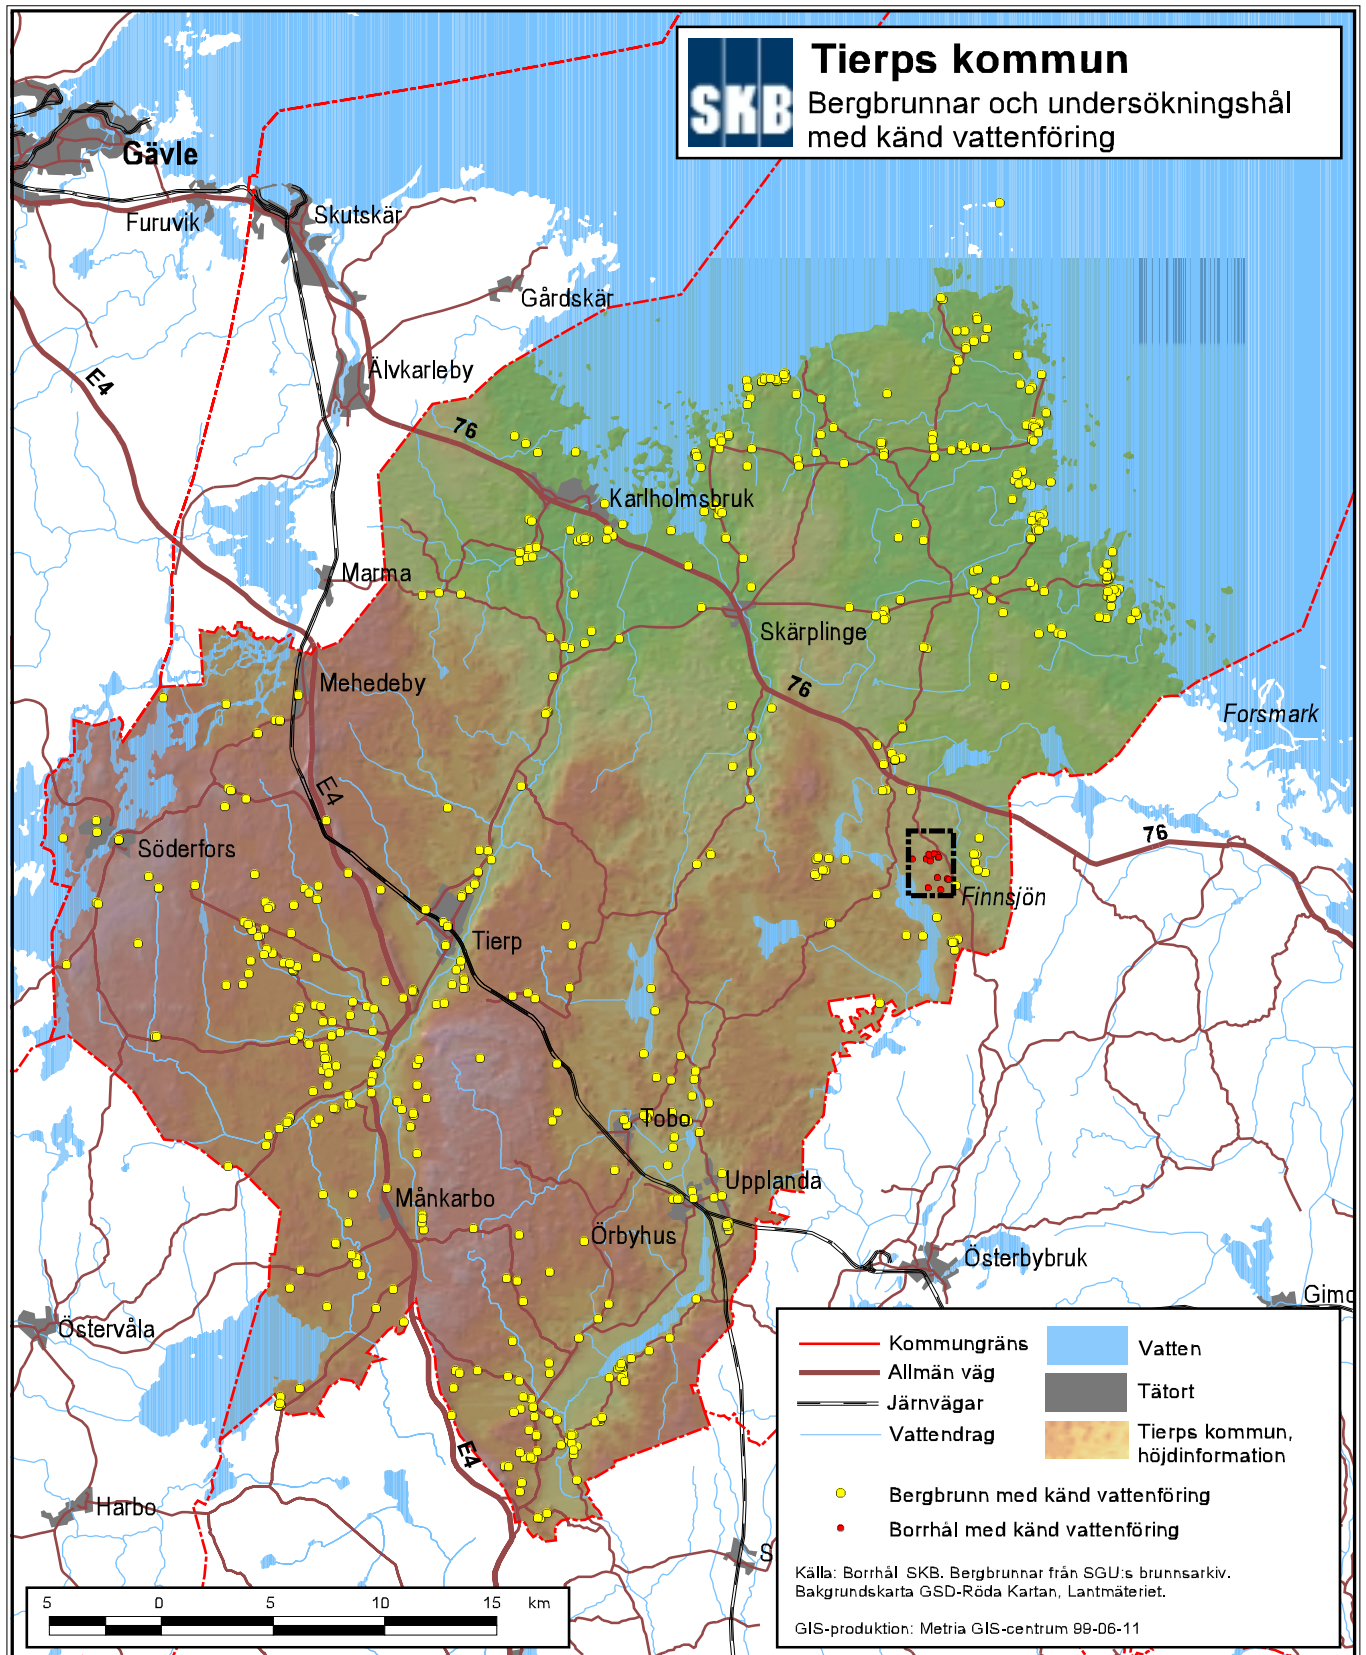 SKB
Tierps kommun
Bergbrunnar och undersökningshål
med känd vattenföring
Gävle
Furuvik
Skutskär
Gårdskär
E4
Älvkarleby
76
Karlholmsbruk
Marma
Skärplinge
Mehedeby
76
Forsmark
E4
76
Söderfors
Finnsjön
Tierp
Tobo
Upplanda
Månkarbo
Örbyhus
Österbybruk
Gimo
Östervåla
E4
Harbo
S
Kommungräns
Allmän väg
Järnvägar
Vattendrag
Vatten
Tätort
Tierps kommun,
höjdinformation
Bergbrunn med känd vattenföring
Borrhål med känd vattenföring
Källa: Borrhål SKB. Bergbrunnar från SGU:s brunnsarkiv.
Bakgrundskarta GSD-Röda Kartan, Lantmäteriet.
GIS-produktion: Metria GIS-centrum 99-06-11
5 0 5 10 15 km